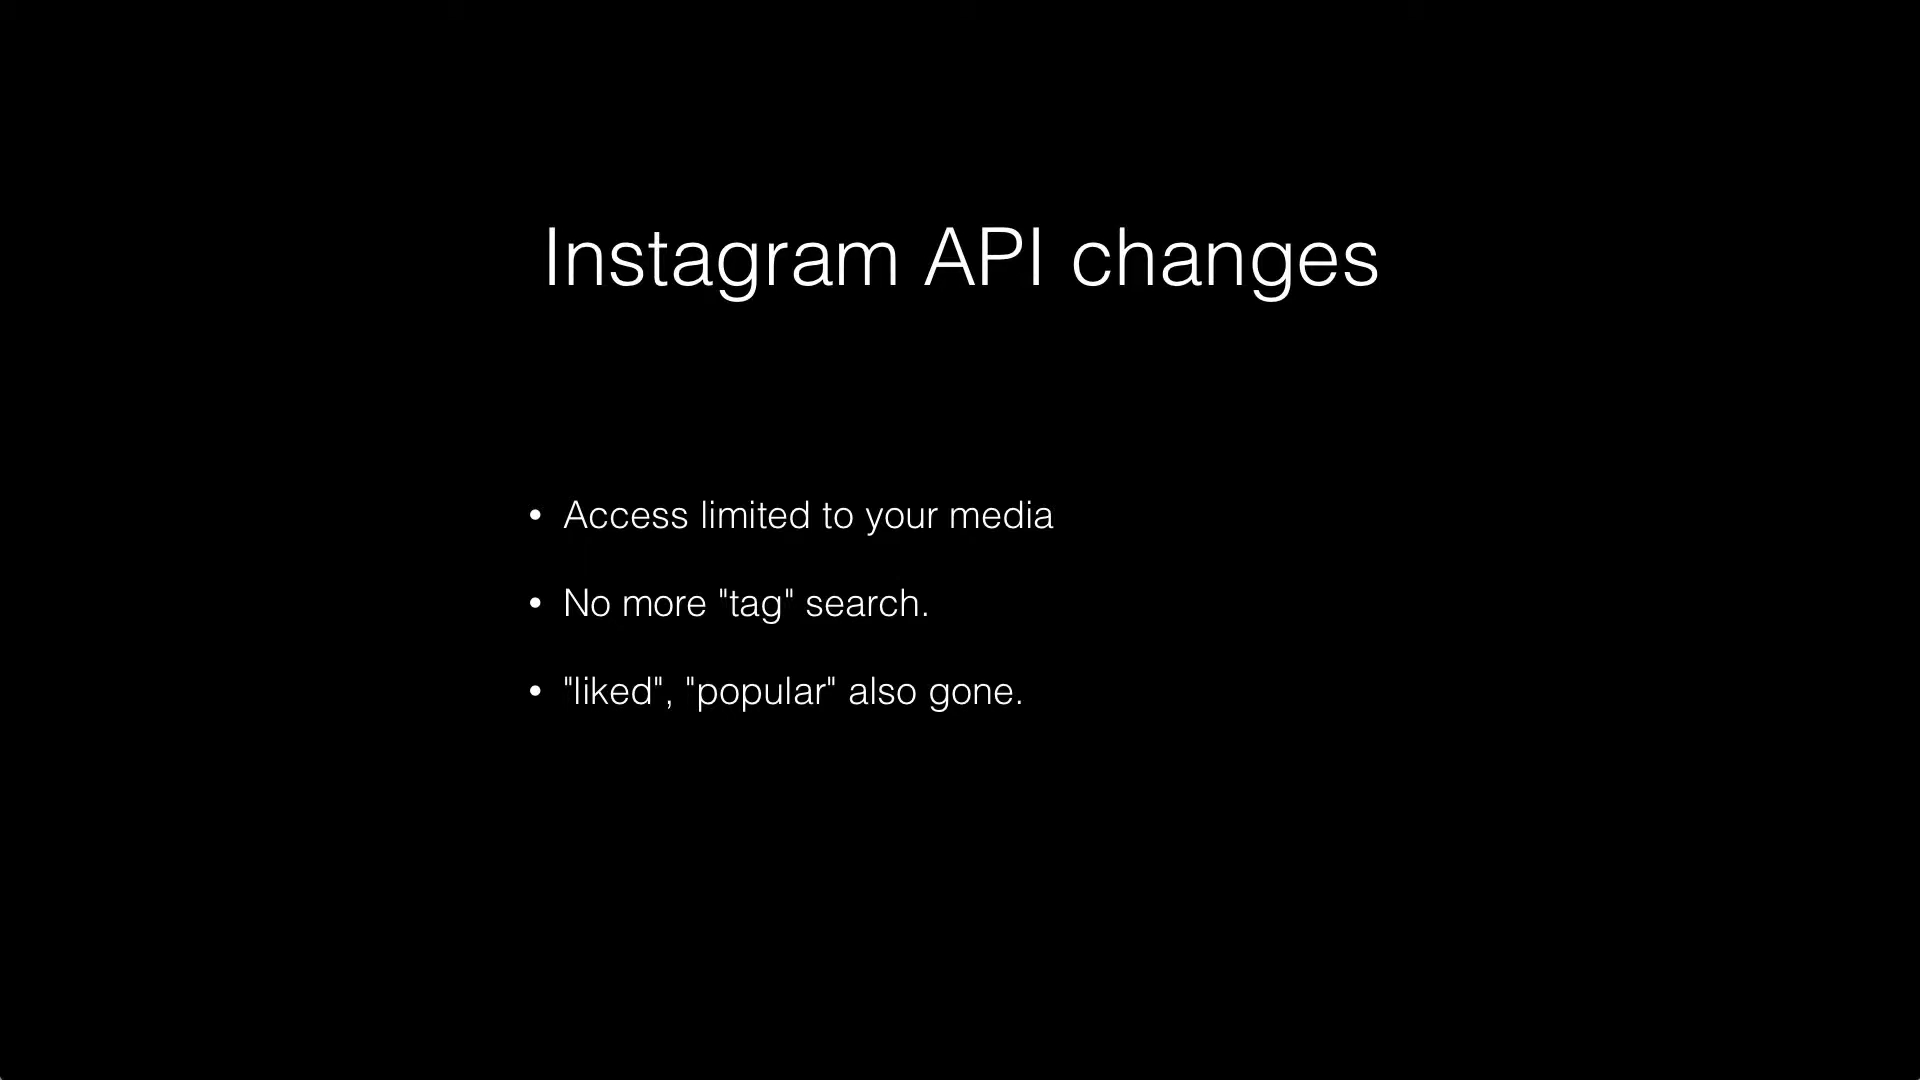 Instagram API changes
• Access limited to your media
• No more "tag" search.
• "liked", "popular" also gone.